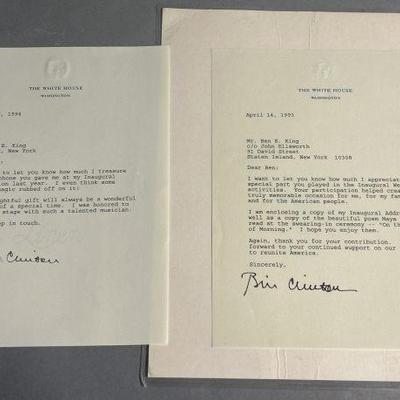 THE WHITE HOUSE
WASHINGTON
, 1994
E. King
, New York
to let you know how much I treasure
phone you gave me at my Inaugural
on last year. I even think some
magic rubbed off on it:
ghtful gift will always be a wonderful
of a special time. I was honored to
stage with such a talented musician.
p in touch.
Clinton
THE WHITE HOUSE
WASHINGTON
April 14, 1993
Mr. Ben E. King
c/o John Ellsworth
91 David Street
Staten Island, New York 10308
Dear Ben:
I want to let you know how much I appreciat
special part you played in the Inaugural We
activities. Your participation helped crea
truly memorable occasion for me, for my fam
and for the American people.
I am enclosing a copy of my Inaugural Addr
well as a copy of the beautiful poem Maya
read at the swearing-in ceremony -- "On th
of Morning." I hope you enjoy them.
Again, thank you for your contribution.
forward to your continued support on our
to reunite America.
Sincerely,
Bill Clinton